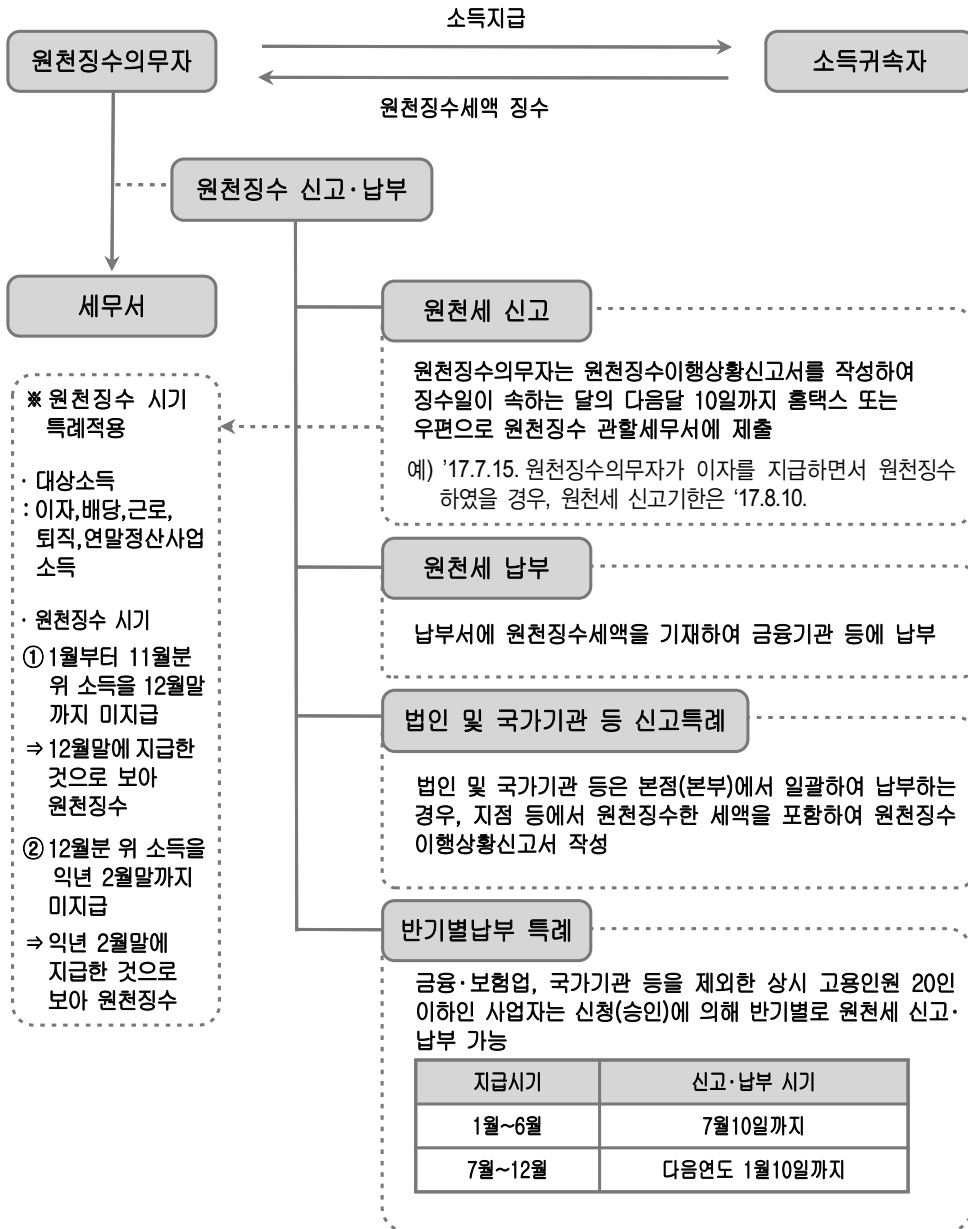 소득지급
원천징수의무자
소득귀속자
원천징수세액 징수
원천징수 신고·납부
세무서
원천세 신고
원천징수의무자는 원천징수이행상황신고서를 작성하여
징수일이 속하는 달의 다음달 10일까지 홈택스 또는
우편으로 원천징수 관할세무서에 제출
예) '17.7.15. 원천징수의무자가 이자를 지급하면서 원천징수
하였을 경우, 원천세 신고기한은 ‘17.8.10.
※ 원천징수 시기
특례적용
· 대상소득
: 이자,배당,근로,
퇴직,연말정산사업
소득
· 원천징수 시기
① 1월부터 11월분
위 소득을 12월말
까지 미지급
⇒ 12월말에 지급한
것으로 보아
원천징수
② 12월분 위 소득을
익년 2월말까지
미지급
⇒ 익년 2월말에
지급한 것으로
보아 원천징수
원천세 납부
납부서에 원천징수세액을 기재하여 금융기관 등에 납부
법인 및 국가기관 등 신고특례
법인 및 국가기관 등은 본점(본부)에서 일괄하여 납부하는
경우, 지점 등에서 원천징수한 세액을 포함하여 원천징수
이행상황신고서 작성
반기별납부 특례
금융·보험업, 국가기관 등을 제외한 상시 고용인원 20인
이하인 사업자는 신청(승인)에 의해 반기별로 원천세 신고·
납부 가능
지급시기 신고·납부 시기
1월~6월 7월10일까지
7월~12월 다음연도 1월10일까지